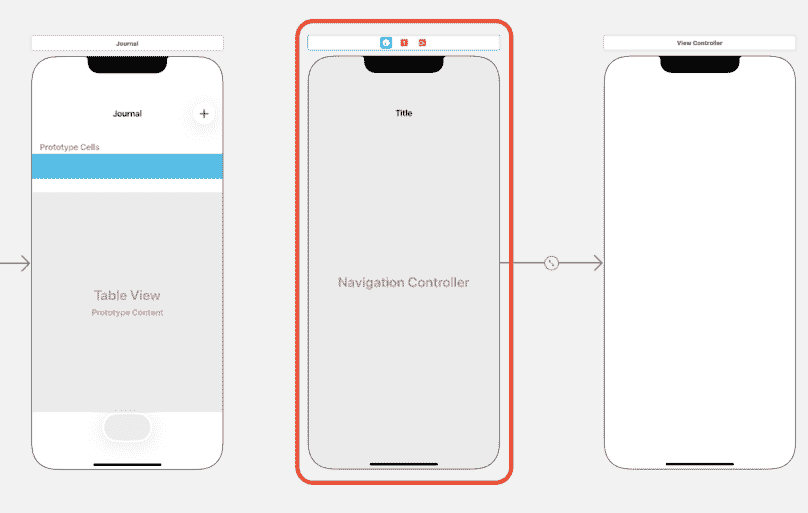 Journal
Journal
+
Prototype Cells
Table View
Prototype Content
Title
Navigation Controller
View Controller